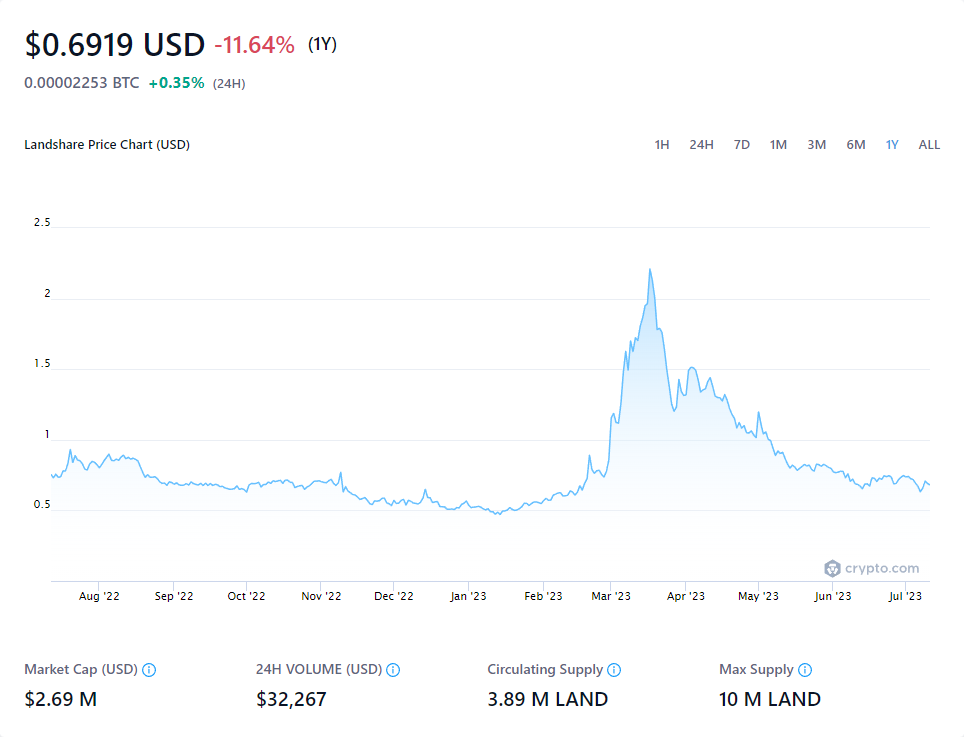 $0.6919 USD -11.64% (1Y)
0.00002253 BTC +0.35% (24H)
Landshare Price Chart (USD) 1H 24H 7D 1M 3M 6M 1Y ALL
2.5
2
1.5
1
0.5
crypto.com
Aug '22 Sep '22 Oct '22 Nov '22 Dec '22 Jan '23 Feb '23 Mar '23 Apr '23 May '23 Jun '23 Jul '23
Market Cap (USD) 24H VOLUME (USD) Circulating Supply Max Supply
$2.69 M $32,267 3.89 M LAND 10 M LAND